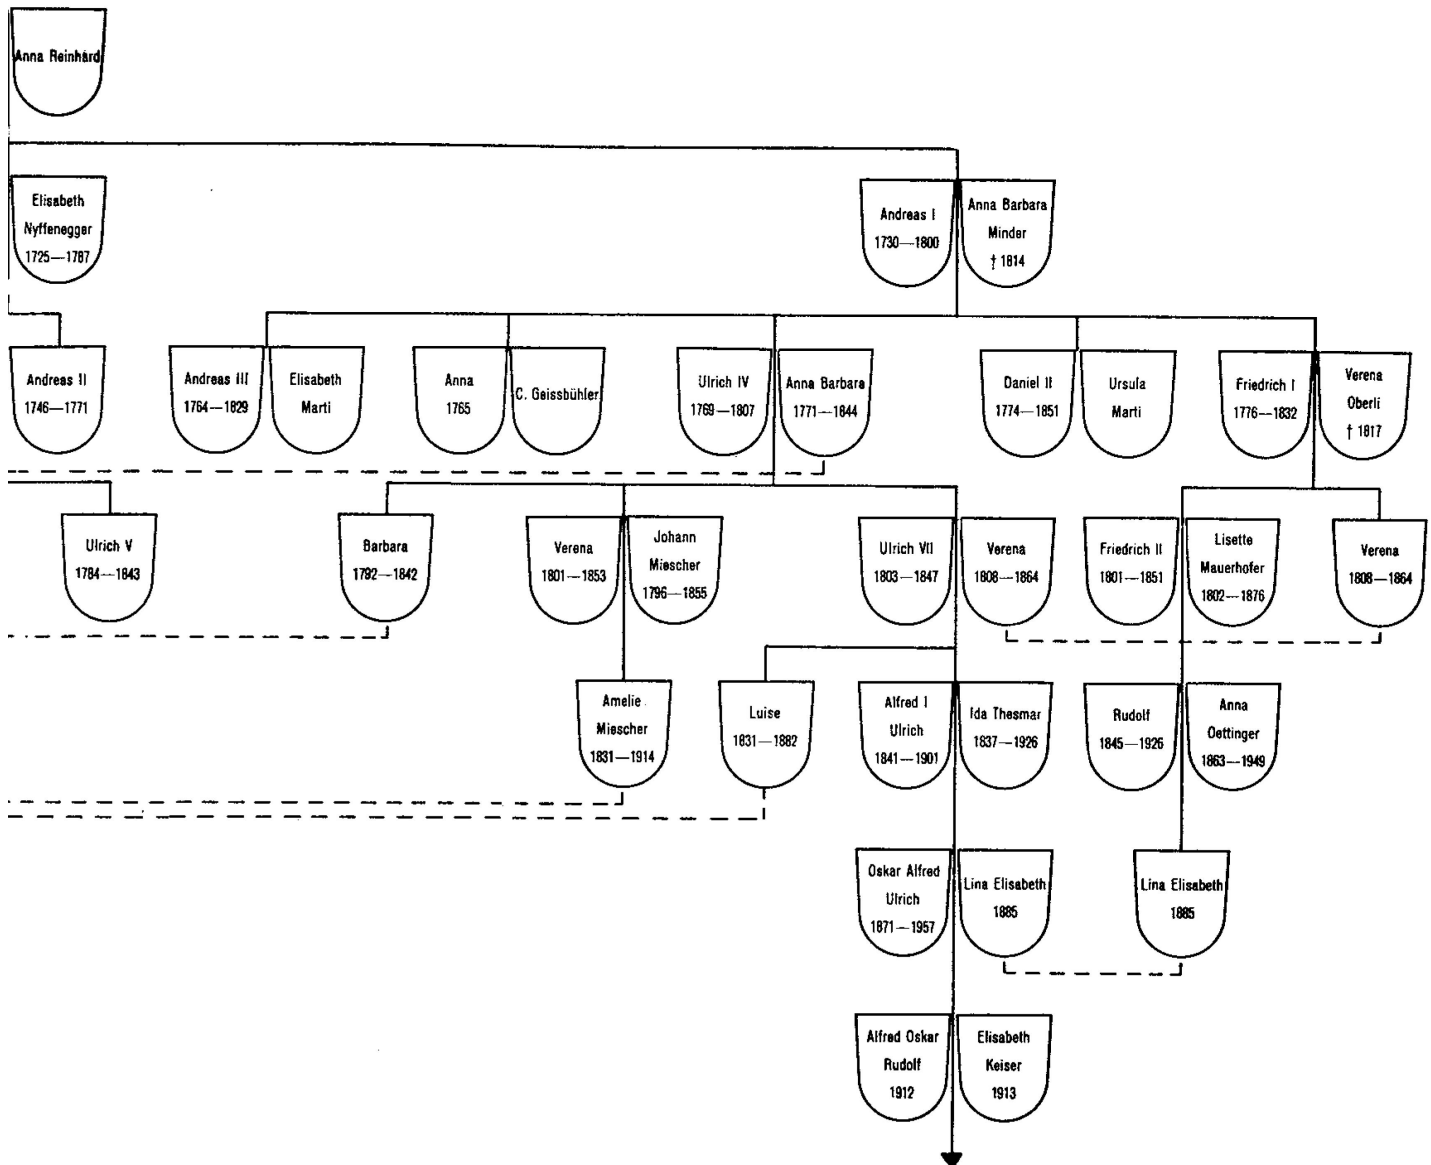 Anna Reinhard
Elisabeth
Nyffenegger
1725—1787
Andreas I
1730—1800
Anna Barbara
Minder
† 1814
Andreas II
1746—1771
Andreas III
1764—1829
Elisabeth
Marti
Anna
1765
C. Geissbühler
Ulrich IV
1769—1807
Anna Barbara
1771—1844
Daniel II
1774—1851
Ursula
Marti
Friedrich I
1776—1832
Verena
Oberli
† 1817
Ulrich V
1784—1843
Barbara
1792—1842
Verena
1801—1853
Johann
Miescher
1796—1855
Ulrich VII
1803—1847
Verena
1808—1864
Friedrich II
1801—1851
Lisette
Mauerhofer
1802—1876
Verena
1808—1864
Amelie
Miescher
1831—1914
Luise
1831—1882
Alfred I
Ulrich
1841—1901
Ida Thesmar
1837—1926
Rudolf
1845—1926
Anna
Oettinger
1863—1949
Oskar Alfred
Ulrich
1871—1957
Lina Elisabeth
1885
Lina Elisabeth
1885
Alfred Oskar
Rudolf
1912
Elisabeth
Keiser
1913